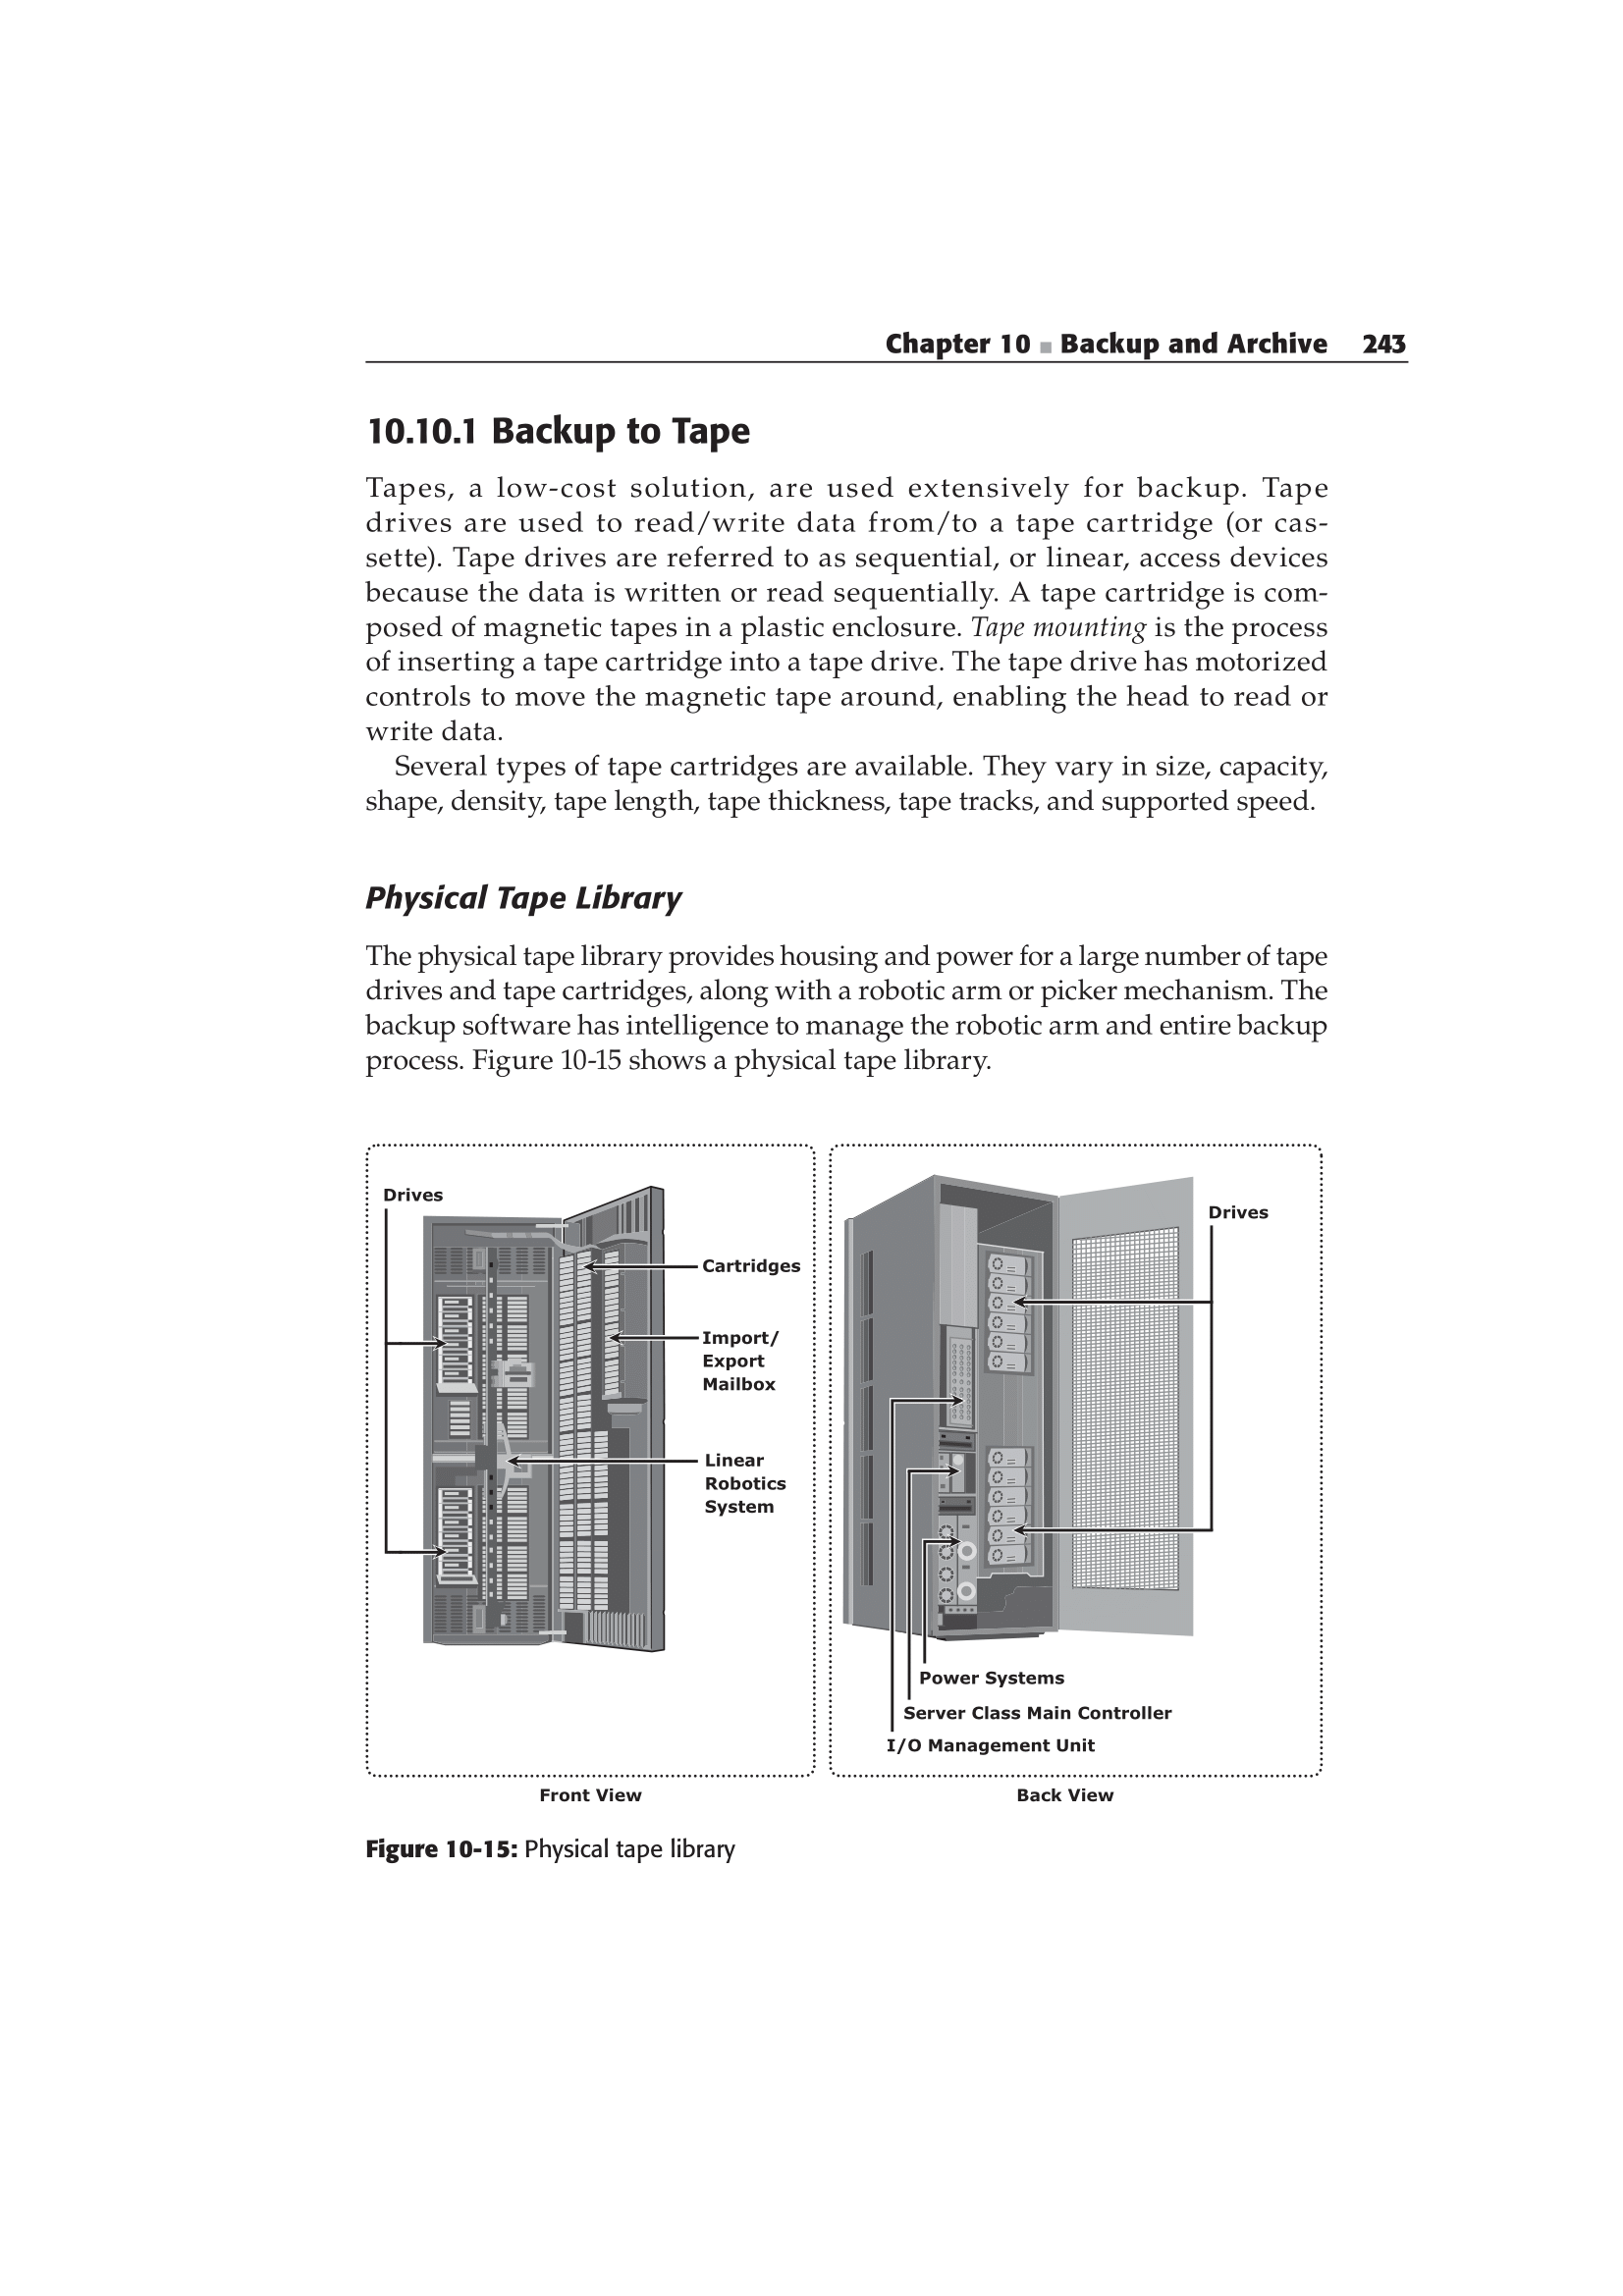 Chapter 10 ■ Backup and Archive 243
10.10.1 Backup to Tape
Tapes, a low-cost solution, are used extensively for backup. Tape
drives are used to read/write data from/to a tape cartridge (or cas-
sette). Tape drives are referred to as sequential, or linear, access devices
because the data is written or read sequentially. A tape cartridge is com-
posed of magnetic tapes in a plastic enclosure. Tape mounting is the process
of inserting a tape cartridge into a tape drive. The tape drive has motorized
controls to move the magnetic tape around, enabling the head to read or
write data.
Several types of tape cartridges are available. They vary in size, capacity,
shape, density, tape length, tape thickness, tape tracks, and supported speed.
Physical Tape Library
The physical tape library provides housing and power for a large number of tape
drives and tape cartridges, along with a robotic arm or picker mechanism. The
backup software has intelligence to manage the robotic arm and entire backup
process. Figure 10-15 shows a physical tape library.
Drives
Cartridges
Import/
Export
Mailbox
Linear
Robotics
System
Front View
Drives
Power Systems
Server Class Main Controller
I/O Management Unit
Back View
Figure 10-15: Physical tape library